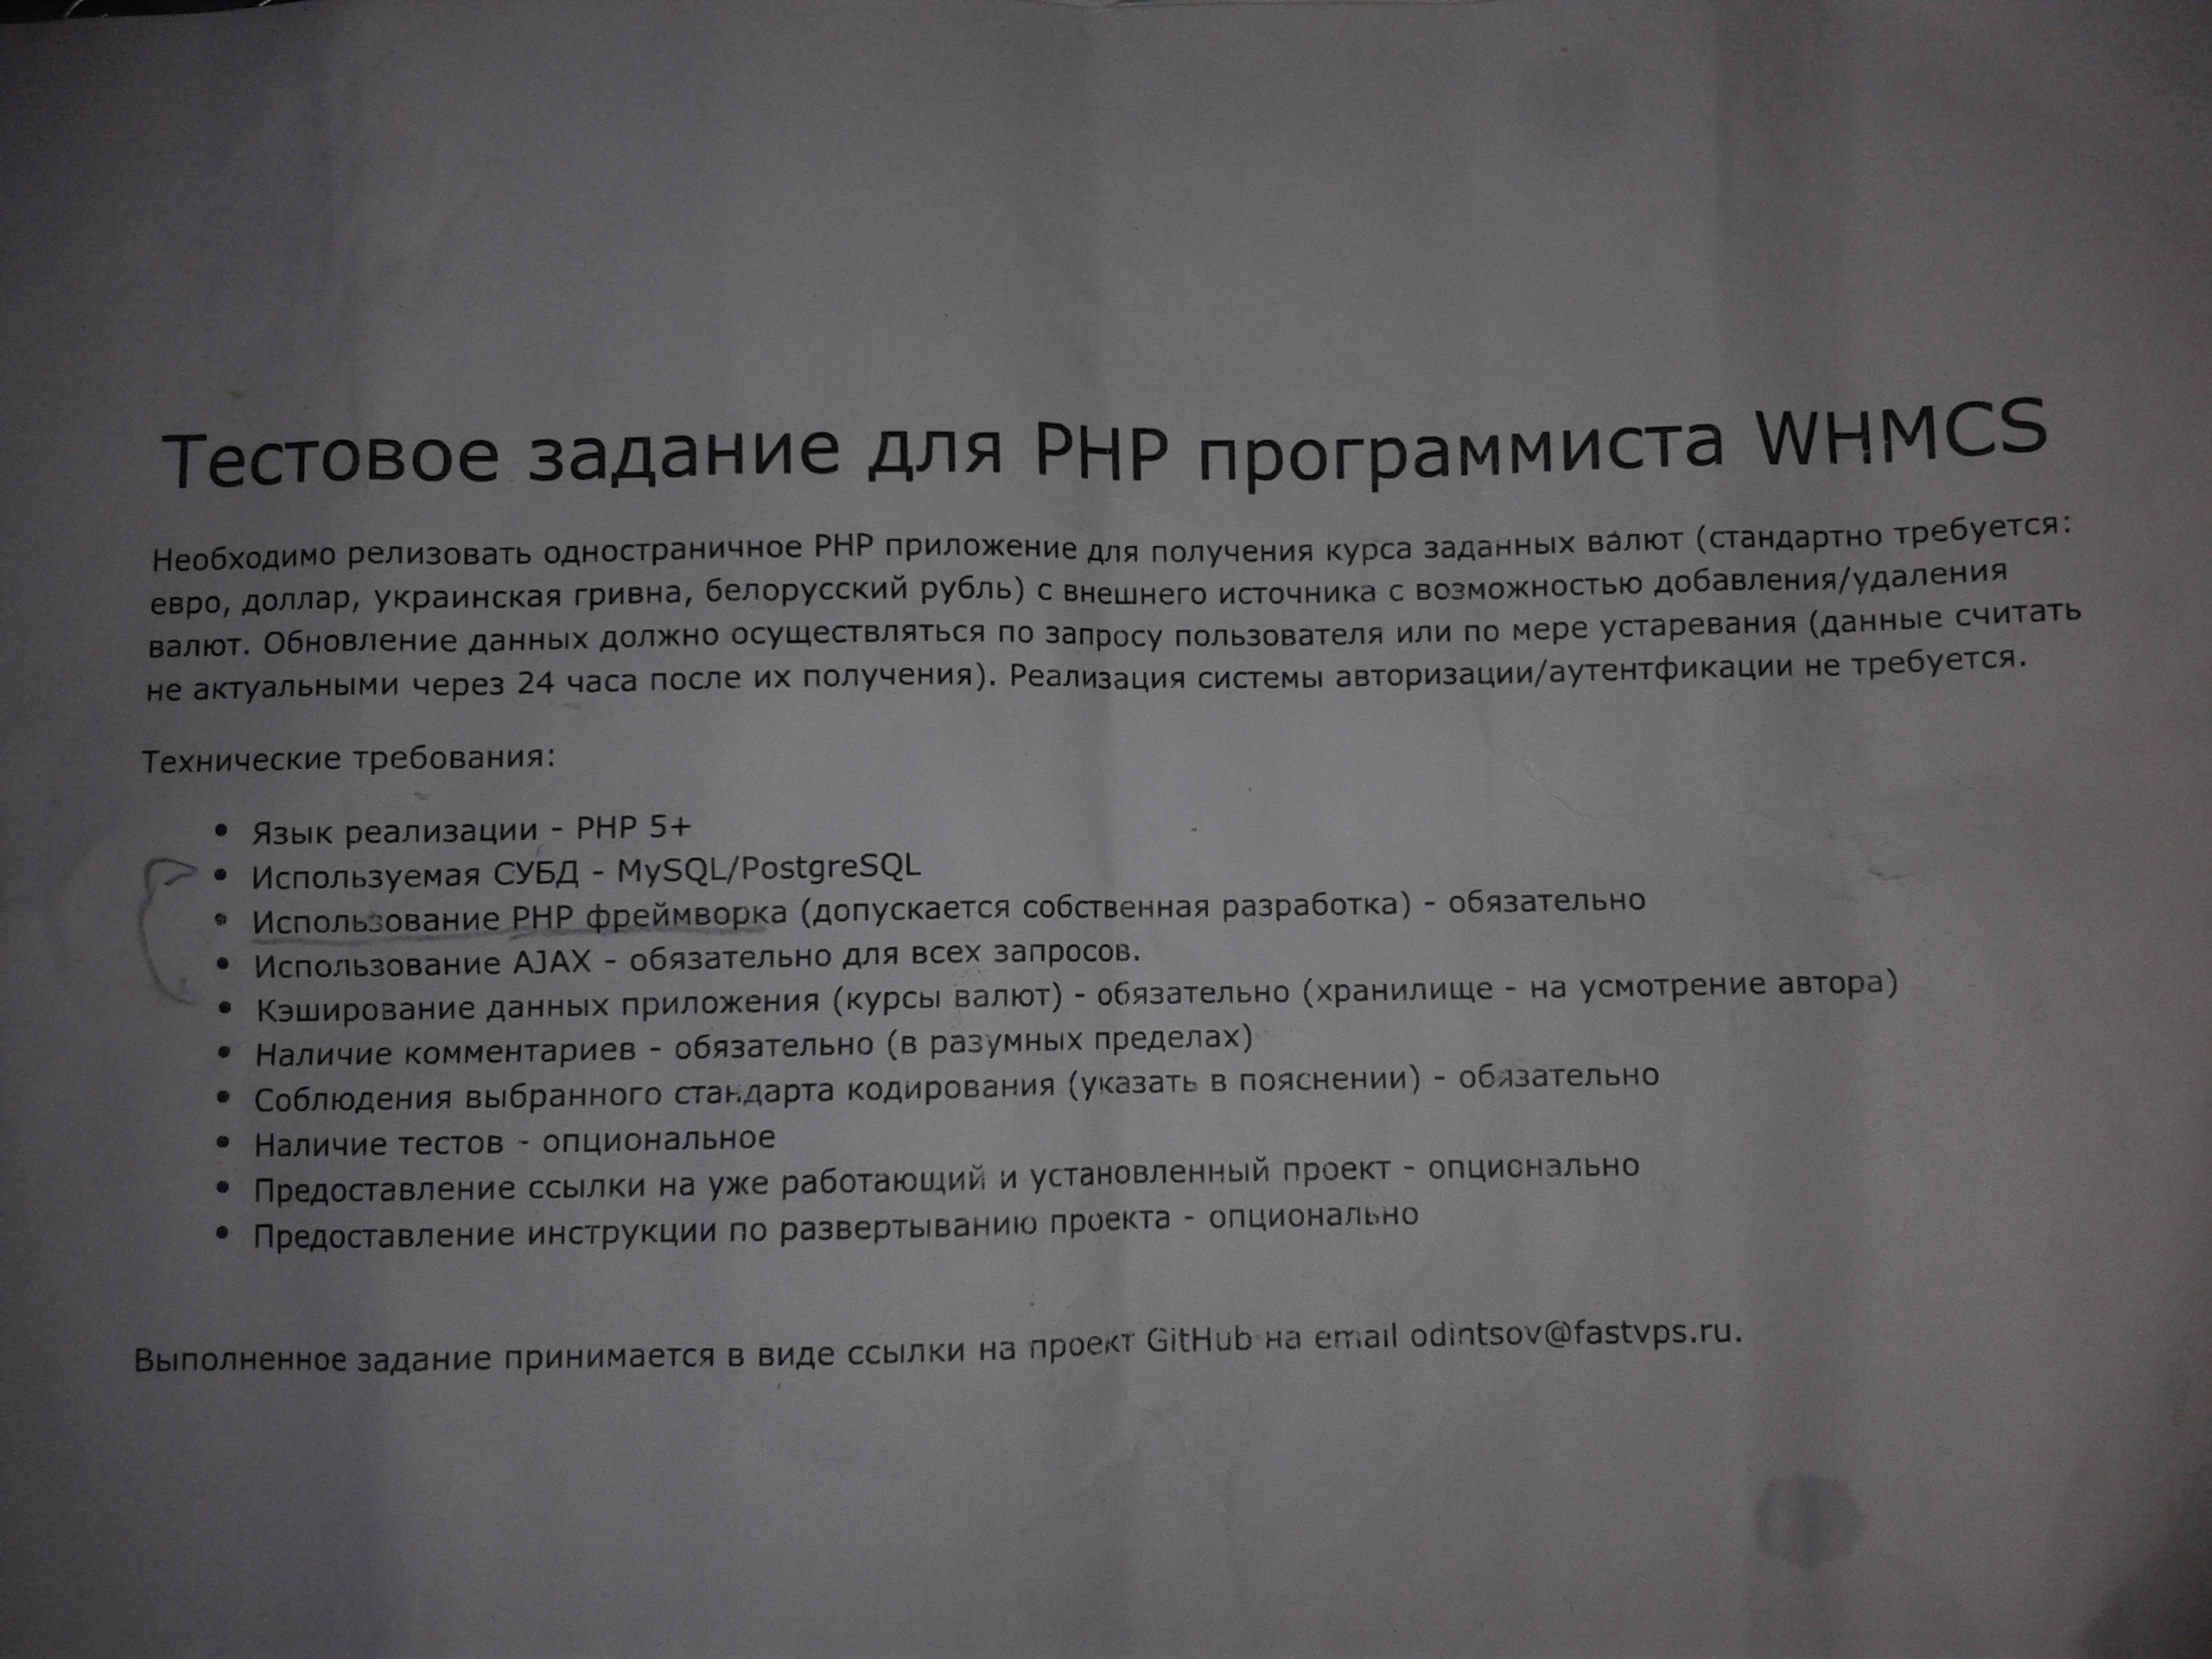 Тестовое задание для PHP программиста WHMCS
Необходимо релизовать одностраничное PHP приложение для получения курса заданных валют (стандартно требуется:
евро, доллар, украинская гривна, белорусский рубль) с внешнего источника с возможностью добавления/удаления
валют. Обновление данных должно осуществляться по запросу пользователя или по мере устаревания (данные считать
не актуальными через 24 часа после их получения). Реализация системы авторизации/аутентфикации не требуется.
Технические требования:
• Язык реализации - PHP 5+
• Используемая СУБД - MySQL/PostgreSQL
• Использование PHP фреймворка (допускается собственная разработка) - обязательно
• Использование AJAX - обязательно для всех запросов.
• Кэширование данных приложения (курсы валют) - обязательно (хранилище - на усмотрение автора)
• Наличие комментариев - обязательно (в разумных пределах)
• Соблюдения выбранного стандарта кодирования (указать в пояснении) - обязательно
• Наличие тестов - опциональное
• Предоставление ссылки на уже работающий и установленный проект - опционально
• Предоставление инструкции по развертыванию проекта - опционально
Выполненное задание принимается в виде ссылки на проект GitHub на email odintsov@fastvps.ru.